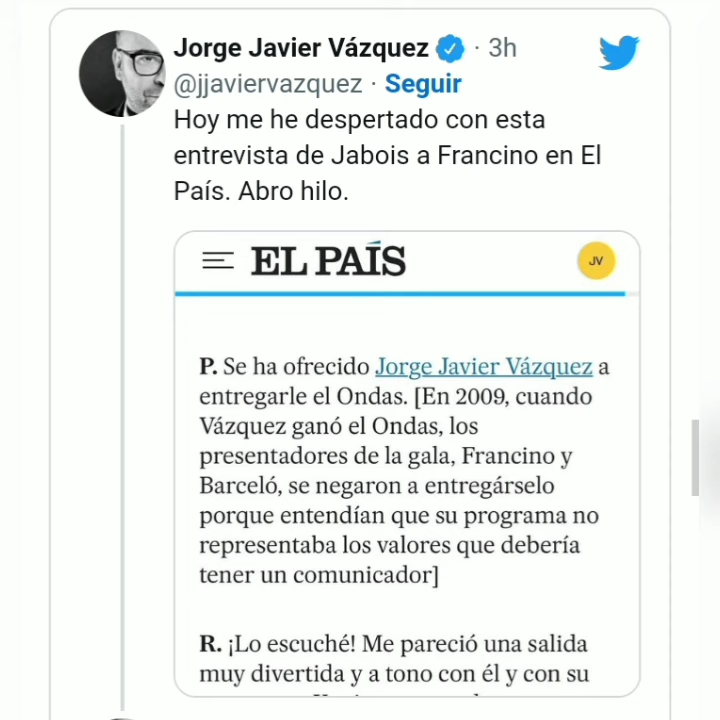 Jorge Javier Vázquez · 3h
@jjaviervazquez · Seguir
Hoy me he despertado con esta
entrevista de Jabois a Francino en El
País. Abro hilo.
EL PAÍS
JV
P. Se ha ofrecido Jorge Javier Vázquez a
entregarle el Ondas. [En 2009, cuando
Vázquez ganó el Ondas, los
presentadores de la gala, Francino y
Barceló, se negaron a entregárselo
porque entendían que su programa no
representaba los valores que debería
tener un comunicador]
R. ¡Lo escuché! Me pareció una salida
muy divertida y a tono con él y con su